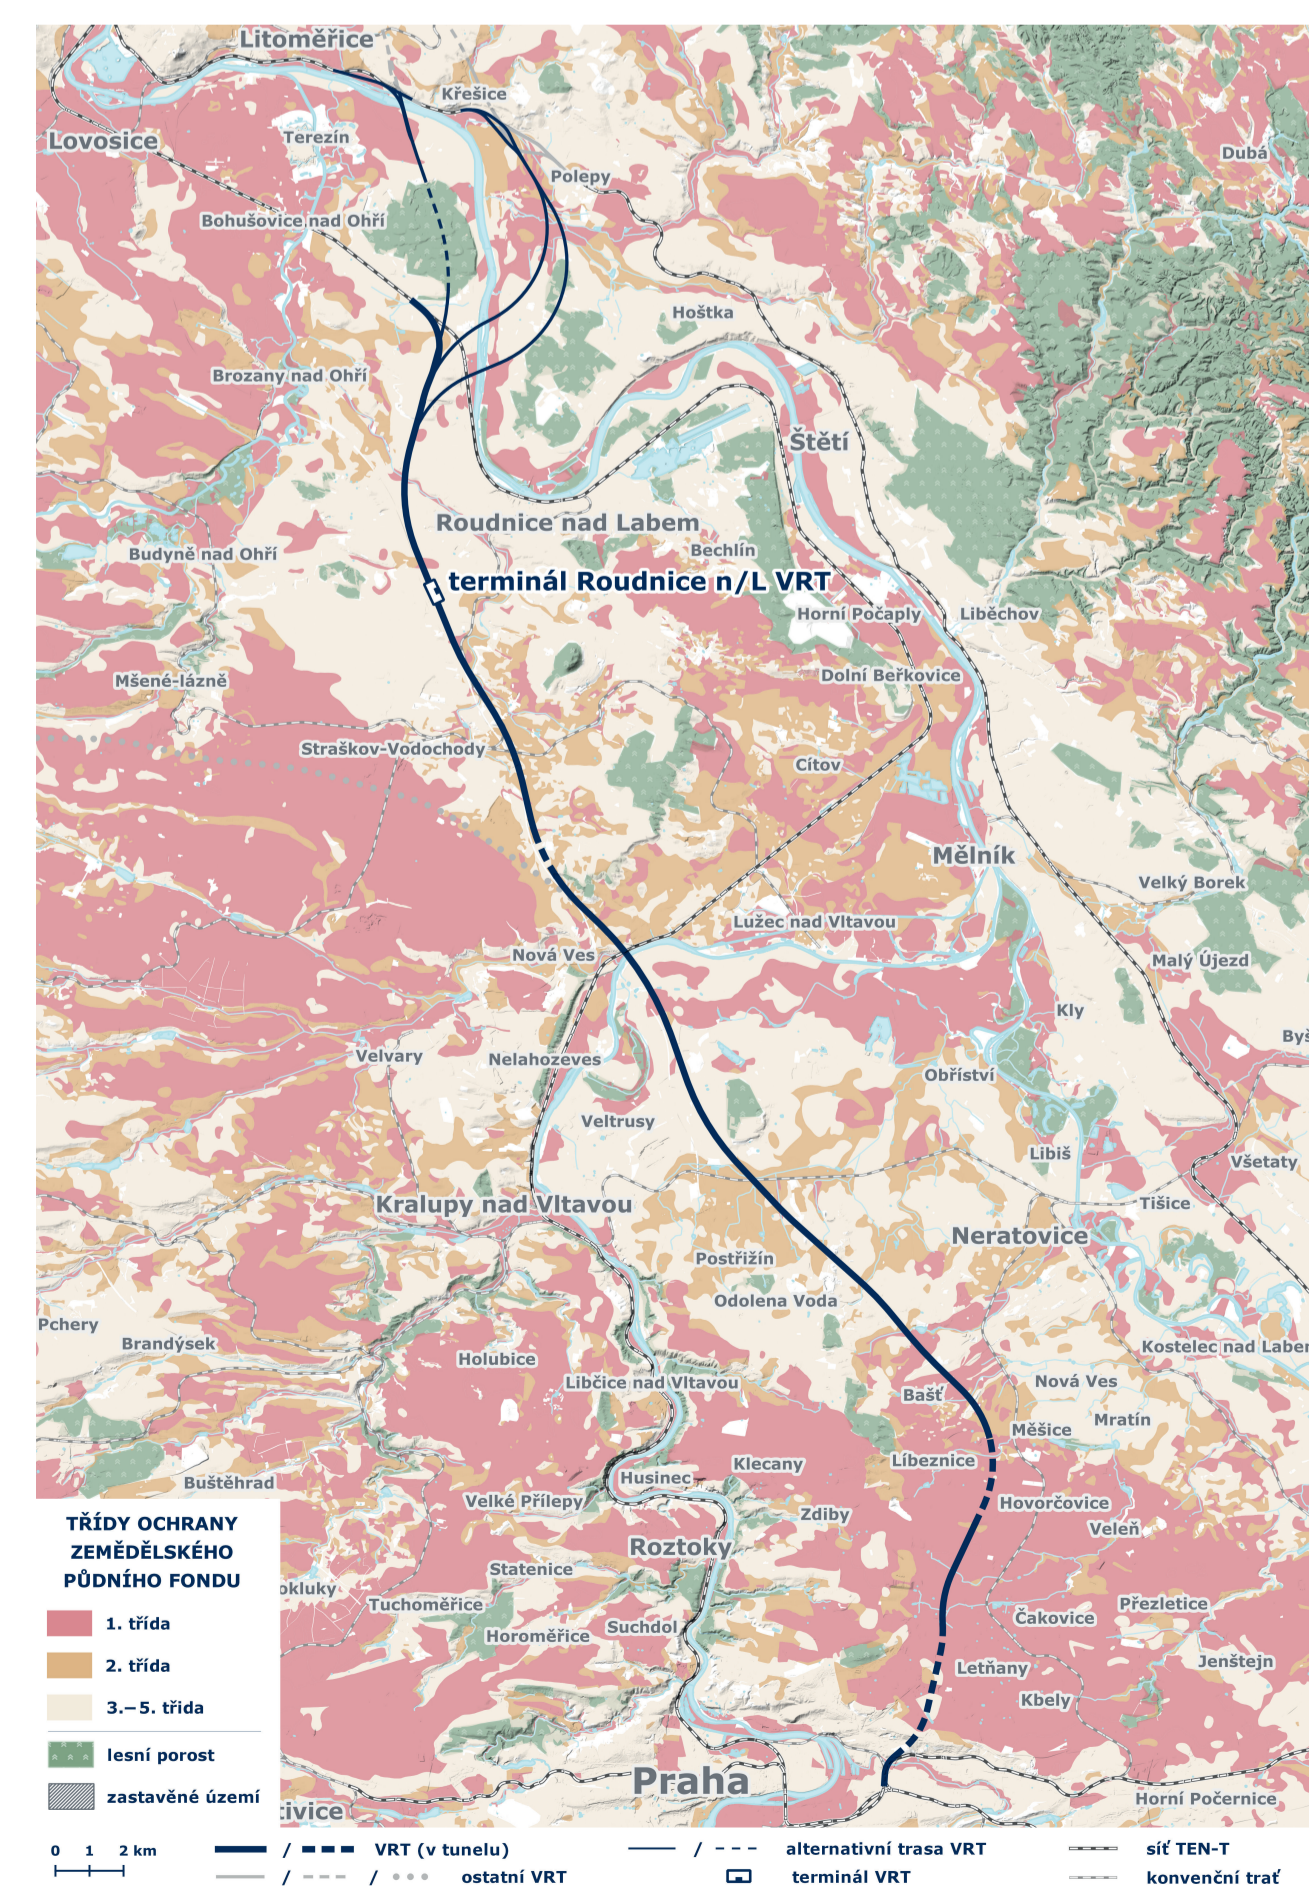 Litoměřice
Křešice
Lovosice
Terezín
Dubá
Polepy
Bohušovice nad Ohří
Hoštka
Brozany nad Ohří
Štětí
Roudnice nad Labem
Budyně nad Ohří
Bechlín
terminál Roudnice n/L VRT
Horní Počaply
Liběchov
Mšené-lázně
Dolní Beřkovice
Straškov-Vodochody
Cítov
Mělník
Velký Borek
Lužec nad Vltavou
Nová Ves
Malý Újezd
Kly
Byš
Velvary
Nelahozeves
Obříství
Veltrusy
Libiš
Všetaty
Kralupy nad Vltavou
Tišice
Neratovice
Postřižín
Odolena Voda
Pchery
Brandýsek
Kostelec nad Laber
Holubice
Libčice nad Vltavou
Nová Ves
Bašť
Mratín
Měšice
Líbeznice
Klecany
Husinec
Buštěhrad
Velké Přílepy
Hovorčovice
Zdiby
Veleň
Roztoky
Statenice
okluky
Tuchoměřice
Přezletice
Čakovice
Suchdol
Horoměřice
Letňany
Jenštejn
Kbely
Praha
Horní Počernice
tivice
TŘÍDY OCHRANY
ZEMĚDĚLSKÉHO
PŮDNÍHO FONDU
1. třída
2. třída
3.–5. třida
lesní porost
zastavěné území
0 1 2 km
/ VRT (v tunelu)
/ alternativní trasa VRT
síť TEN-T
/ / ostatní VRT
terminál VRT
konvenční trať